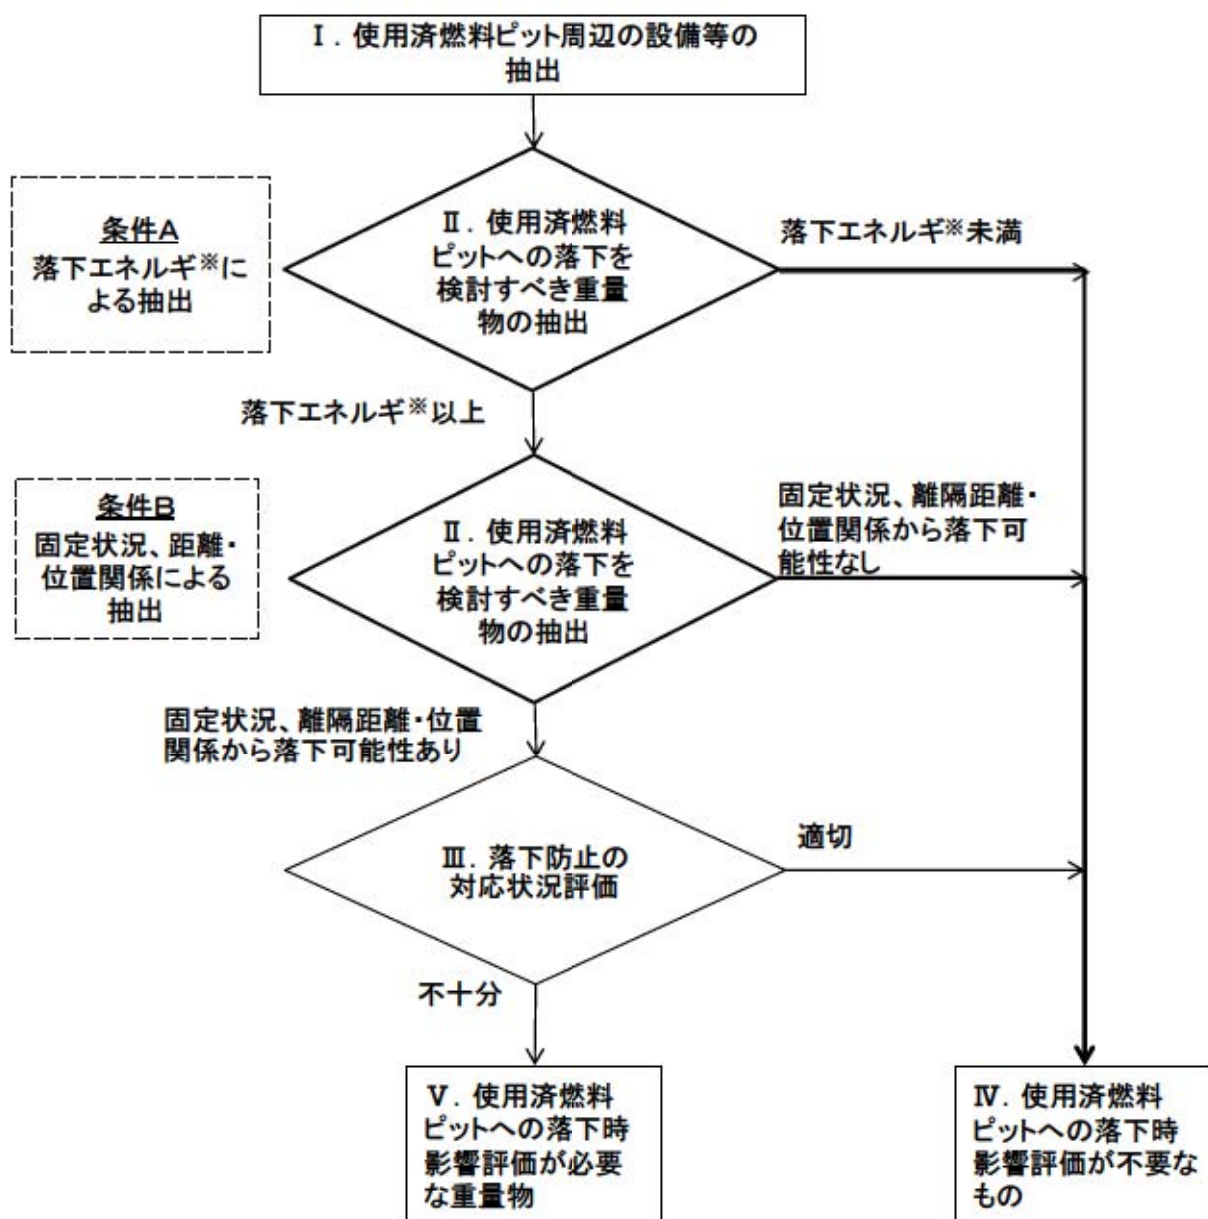 Ⅰ．使用済燃料ピット周辺の設備等の
抽出
条件A
落下エネルギ※に
よる抽出
Ⅱ．使用済燃料
ピットへの落下を
検討すべき重量
物の抽出
落下エネルギ※未満
落下エネルギ※以上
条件B
固定状況、距離・
位置関係による
抽出
Ⅱ．使用済燃料
ピットへの落下を
検討すべき重量
物の抽出
固定状況、離隔距離・
位置関係から落下可
能性なし
固定状況、離隔距離・位置
関係から落下可能性あり
Ⅲ．落下防止の
対応状況評価
適切
不十分
Ⅴ．使用済燃料
ピットへの落下時
影響評価が必要
な重量物
Ⅳ．使用済燃料
ピットへの落下時
影響評価が不要な
もの